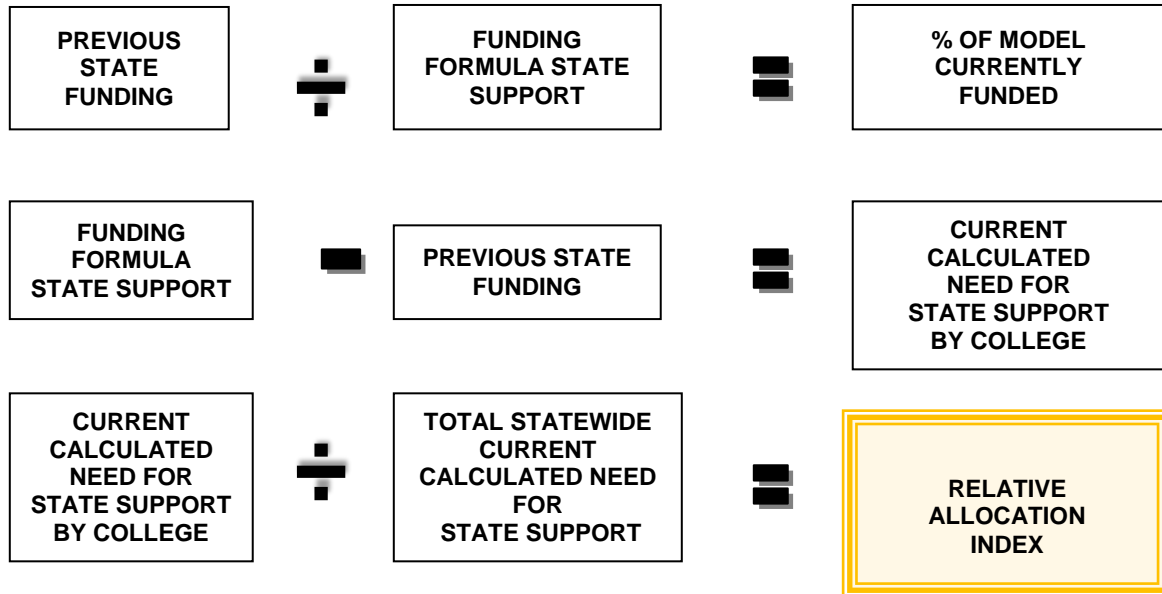 PREVIOUS
STATE
FUNDING
÷
FUNDING
FORMULA STATE
SUPPORT
=
% OF MODEL
CURRENTLY
FUNDED
FUNDING
FORMULA
STATE SUPPORT
-
PREVIOUS STATE
FUNDING
=
CURRENT
CALCULATED
NEED FOR
STATE SUPPORT
BY COLLEGE
CURRENT
CALCULATED
NEED FOR
STATE SUPPORT
BY COLLEGE
÷
TOTAL STATEWIDE
CURRENT
CALCULATED NEED
FOR
STATE SUPPORT
=
RELATIVE
ALLOCATION
INDEX